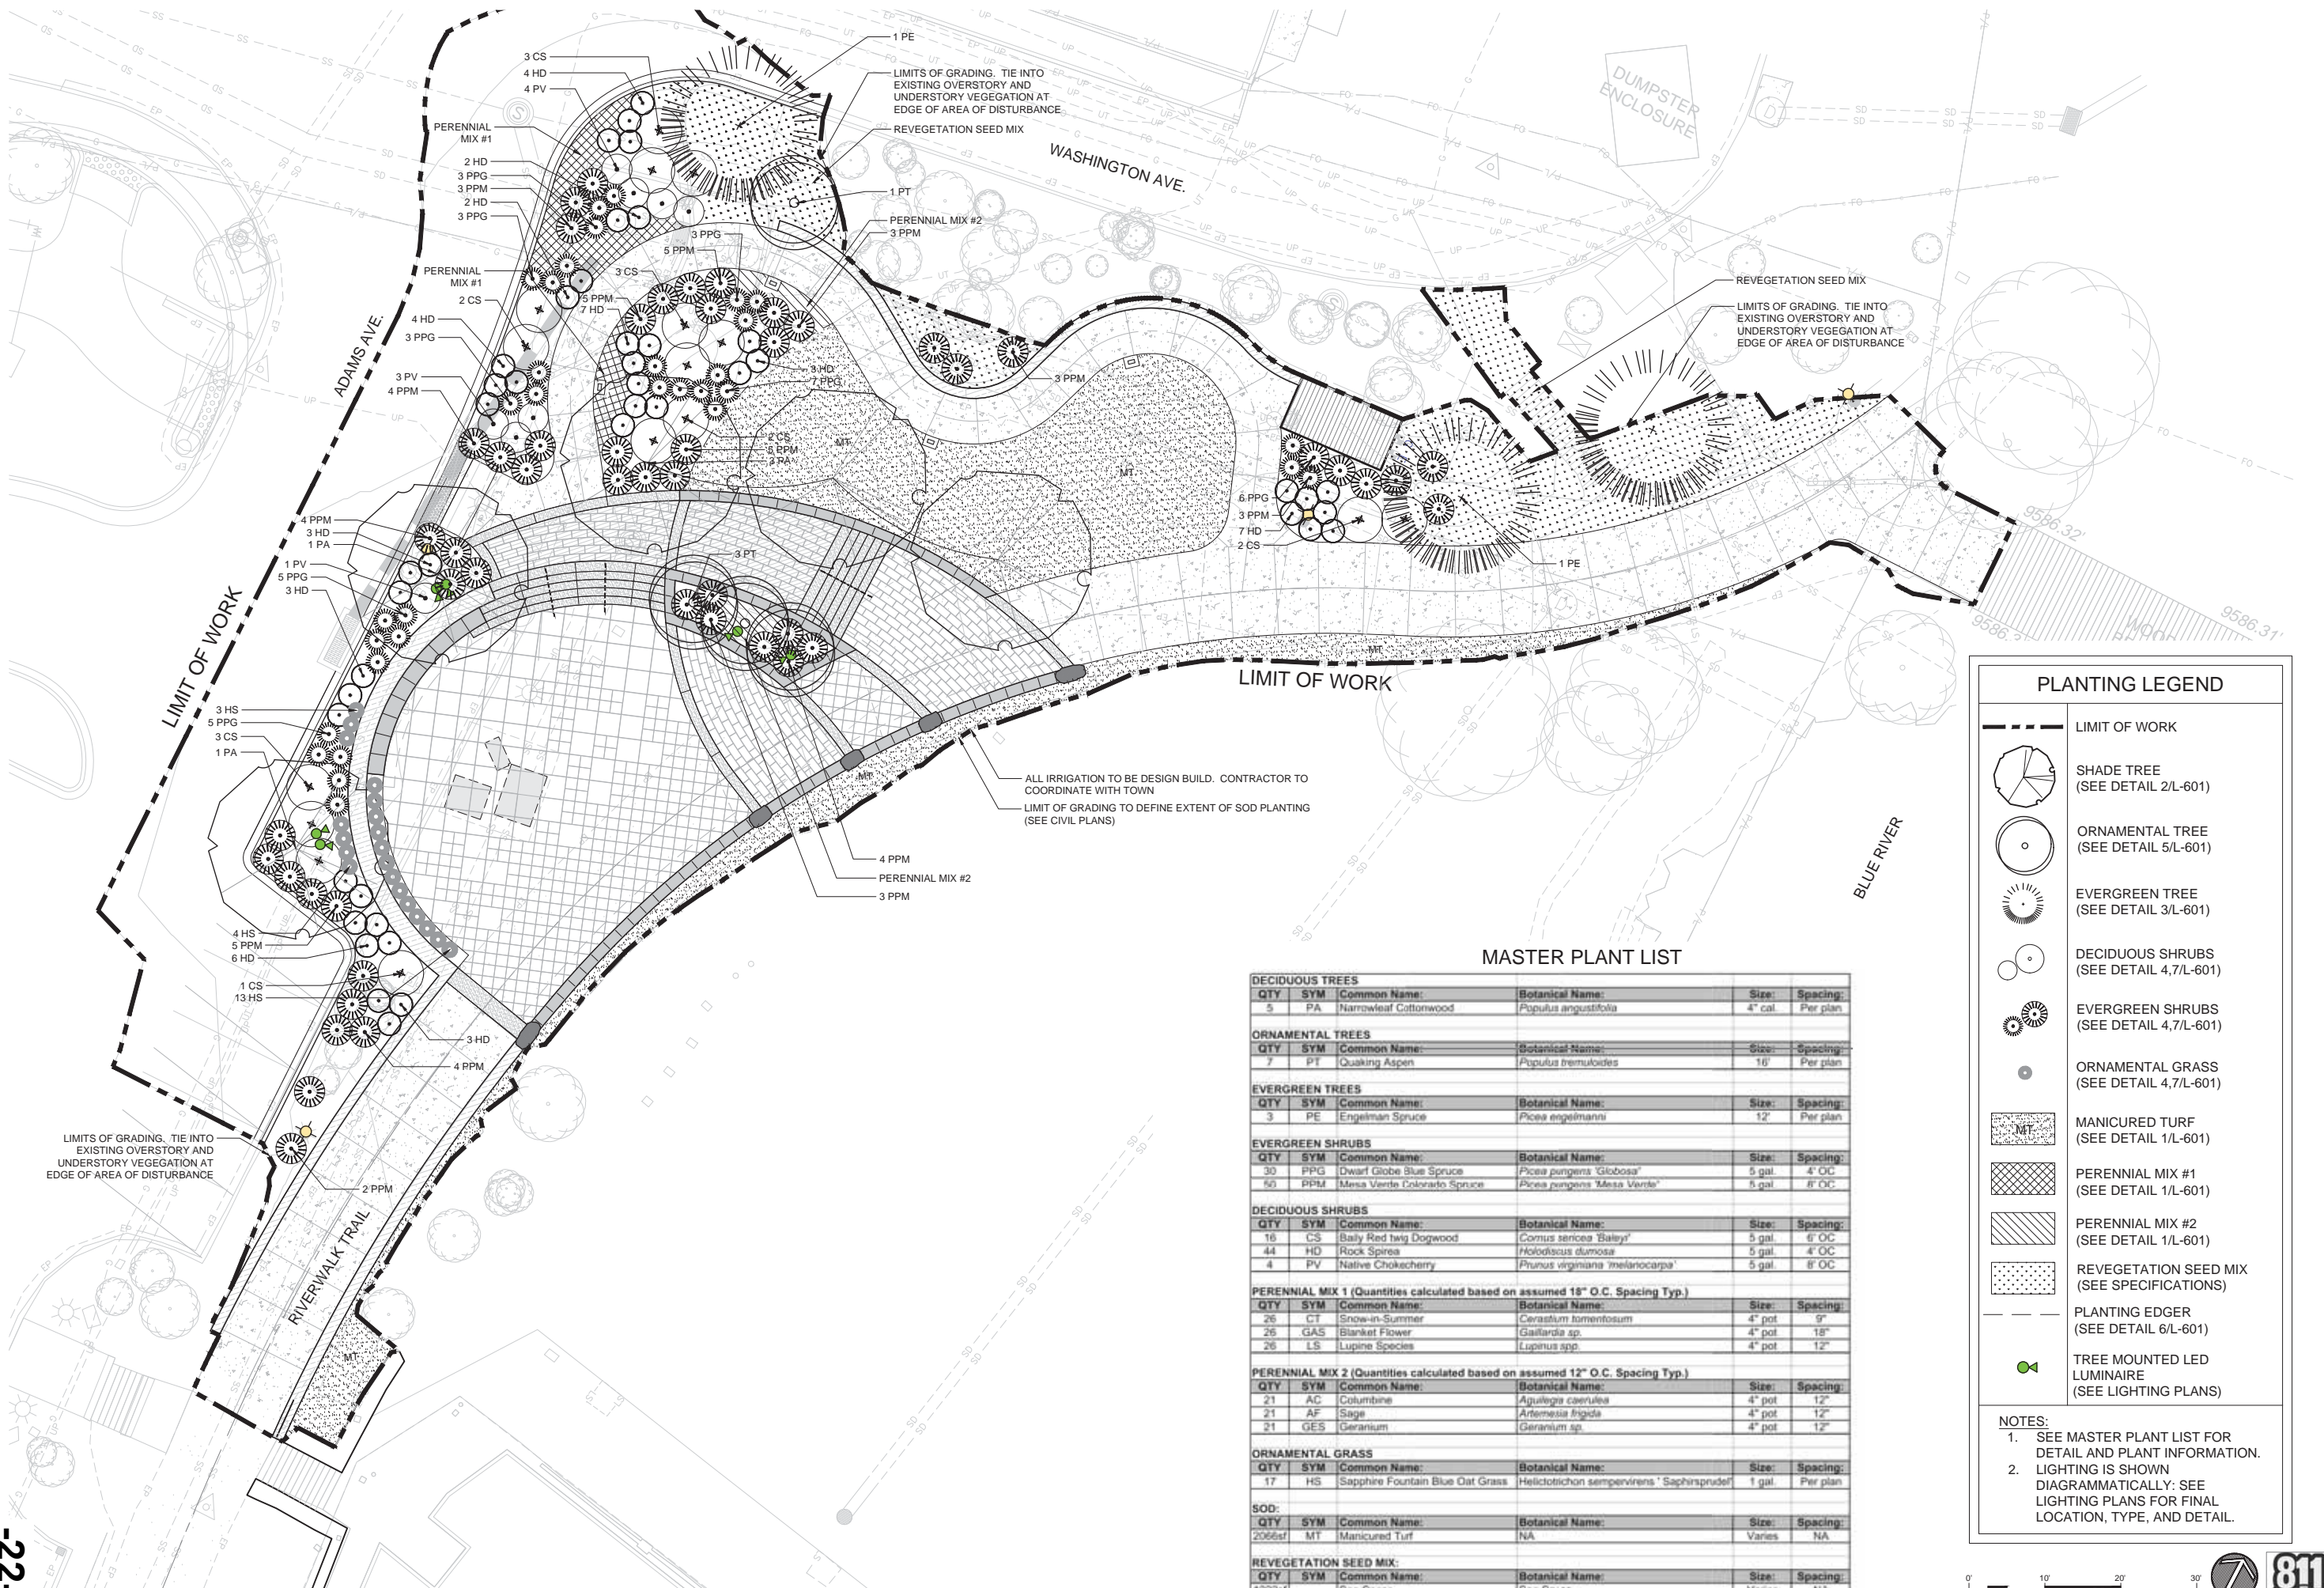 1 PE
3 CS
4 HD
4 PV
LIMITS OF GRADING. TIE INTO
EXISTING OVERSTORY AND
UNDERSTORY VEGEGATION AT
EDGE OF AREA OF DISTURBANCE
REVEGETATION SEED MIX
PERENNIAL
MIX #1
2 HD
3 PPG
3 PPM
2 HD
3 PPG
1 PT
PERENNIAL MIX #2
3 PPM
WASHINGTON AVE.
DUMPSTER
ENCLOSURE
3 PPG
5 PPM
3 CS
5 PPM
7 HD
PERENNIAL
MIX #1
2 CS
4 HD
3 PPG
3 PV
4 PPM
ADAMS AVE.
3 HD
7 PPG
3 PPM
2 CS
3 PA
MT
MT
REVEGETATION SEED MIX
LIMITS OF GRADING. TIE INTO
EXISTING OVERSTORY AND
UNDERSTORY VEGEGATION AT
EDGE OF AREA OF DISTURBANCE
6 PPG
3 PPM
7 HD
2 CS
1 PE
4 PPM
3 HD
1 PA
1 PV
5 PPG
3 HD
3 PT
LIMIT OF WORK
3 HS
5 PPG
3 CS
1 PA
9586.32'
9586.31'
MT
LIMIT OF WORK
MT
ALL IRRIGATION TO BE DESIGN BUILD. CONTRACTOR TO
COORDINATE WITH TOWN
LIMIT OF GRADING TO DEFINE EXTENT OF SOD PLANTING
(SEE CIVIL PLANS)
BLUE RIVER
4 PPM
PERENNIAL MIX #2
3 PPM
4 HS
5 PPM
6 HD
1 CS
13 HS
3 HD
4 PPM
LIMITS OF GRADING. TIE INTO
EXISTING OVERSTORY AND
UNDERSTORY VEGEGATION AT
EDGE OF AREA OF DISTURBANCE
2 PPM
RIVERWALK TRAIL
MT
-22-
MASTER PLANT LIST
DECIDUOUS TREES
QTY SYM Common Name: Botanical Name: Size: Spacing:
5 PA Narrowleaf Cottonwood Populus angustifolia 4" cal. Per plan
ORNAMENTAL TREES
QTY SYM Common Name: Botanical Name: Size: Spacing:
7 PT Quaking Aspen Populus tremuloides 16' Per plan
EVERGREEN TREES
QTY SYM Common Name: Botanical Name: Size: Spacing:
3 PE Engelman Spruce Picea engelmanni 12' Per plan
EVERGREEN SHRUBS
QTY SYM Common Name: Botanical Name: Size: Spacing:
30 PPG Dwarf Globe Blue Spruce Picea pungens 'Globosa' 5 gal. 4' OC
50 PPM Mesa Verde Colorado Spruce Picea pungens 'Mesa Verde' 5 gal. 8' OC
DECIDUOUS SHRUBS
QTY SYM Common Name: Botanical Name: Size: Spacing:
16 CS Baily Red twig Dogwood Cornus sericea 'Baleyi' 5 gal. 6' OC
44 HD Rock Spirea Holodiscus dumosa 5 gal. 4' OC
4 PV Native Chokecherry Prunus virginiana 'melanocarpa' 5 gal. 8' OC
PERENNIAL MIX 1 (Quantities calculated based on assumed 18" O.C. Spacing Typ.)
QTY SYM Common Name: Botanical Name: Size: Spacing:
26 CT Snow-in-Summer Cerastium tomentosum 4" pot 9"
26 GAS Blanket Flower Gaillardia sp. 4" pot 18"
26 LS Lupine Species Lupinus spp. 4" pot 12"
PERENNIAL MIX 2 (Quantities calculated based on assumed 12" O.C. Spacing Typ.)
QTY SYM Common Name: Botanical Name: Size: Spacing:
21 AC Columbine Aguilegia caerulea 4" pot 12"
21 AF Sage Artemesia frigida 4" pot 12"
21 GES Geranium Geranium sp. 4" pot 12"
ORNAMENTAL GRASS
QTY SYM Common Name: Botanical Name: Size: Spacing:
17 HS Sapphire Fountain Blue Oat Grass Helictotrichon sempervirens ' Saphirsprudel' 1 gal. Per plan
SOD:
QTY SYM Common Name: Botanical Name: Size: Spacing:
2066sf MT Manicured Turf NA Varies NA
REVEGETATION SEED MIX:
QTY SYM Common Name: Botanical Name: Size: Spacing:
PLANTING LEGEND
LIMIT OF WORK
SHADE TREE
(SEE DETAIL 2/L-601)
ORNAMENTAL TREE
(SEE DETAIL 5/L-601)
EVERGREEN TREE
(SEE DETAIL 3/L-601)
DECIDUOUS SHRUBS
(SEE DETAIL 4,7/L-601)
EVERGREEN SHRUBS
(SEE DETAIL 4,7/L-601)
ORNAMENTAL GRASS
(SEE DETAIL 4,7/L-601)
MT
MANICURED TURF
(SEE DETAIL 1/L-601)
PERENNIAL MIX #1
(SEE DETAIL 1/L-601)
PERENNIAL MIX #2
(SEE DETAIL 1/L-601)
REVEGETATION SEED MIX
(SEE SPECIFICATIONS)
PLANTING EDGER
(SEE DETAIL 6/L-601)
TREE MOUNTED LED
LUMINAIRE
(SEE LIGHTING PLANS)
NOTES:
1. SEE MASTER PLANT LIST FOR
DETAIL AND PLANT INFORMATION.
2. LIGHTING IS SHOWN
DIAGRAMMATICALLY: SEE
LIGHTING PLANS FOR FINAL
LOCATION, TYPE, AND DETAIL.
0' 10' 20' 30'
811